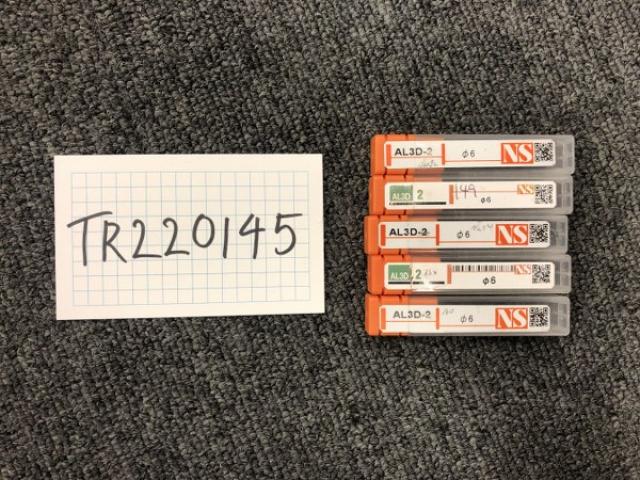 TR220145
AL3D-2 φ6 NS
AL3D 2 149 φ6 NS
AL3D-2 φ6 NS
AL3D 2 φ6 NS
AL3D-2 φ6 NS